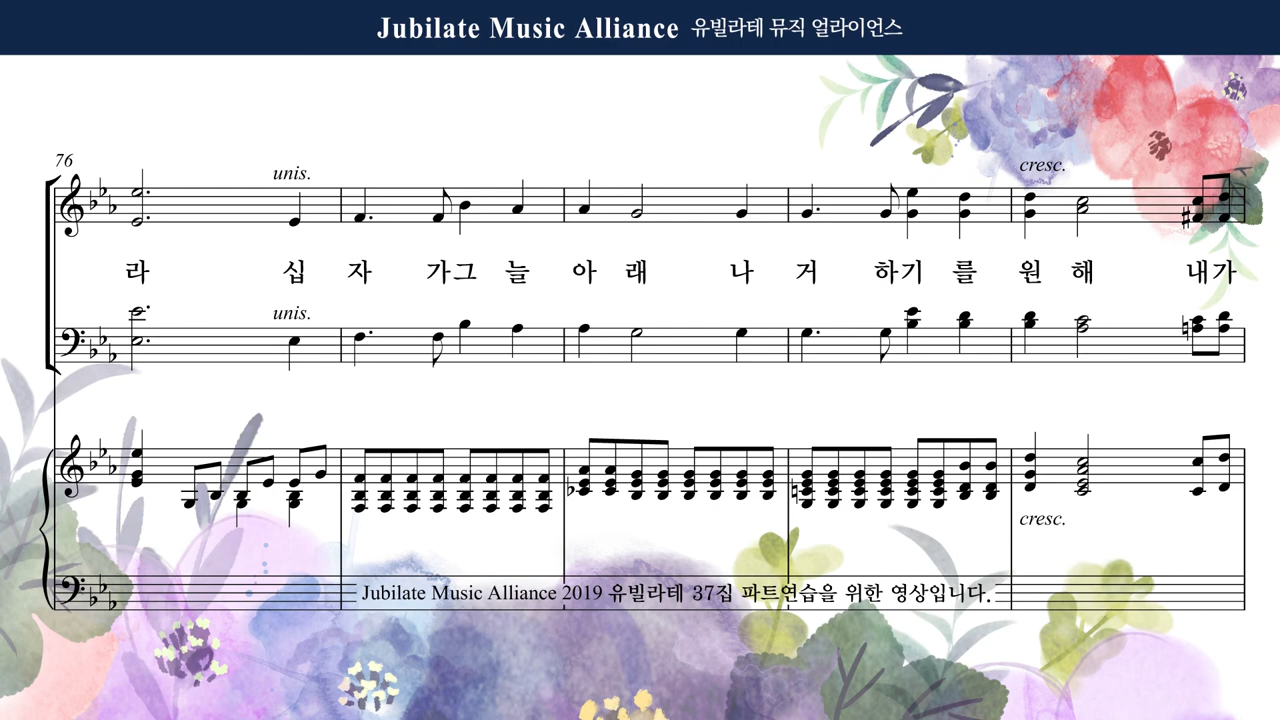 Jubilate Music Alliance 유빌라테 뮤직 얼라이언스
76
unis.
cresc.
라 십 자 가그 늘 아 래 나 거 하기 를 원 해 내가
unis.
cresc.
Jubilate Music Alliance 2019 유빌라테 37집 파트연습을 위한 영상입니다.